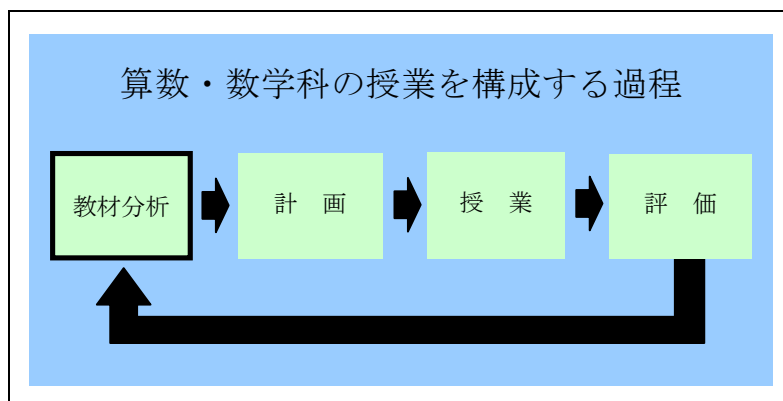 算数・数学科の授業を構成する過程
教材分析
計 画
授 業
評 価